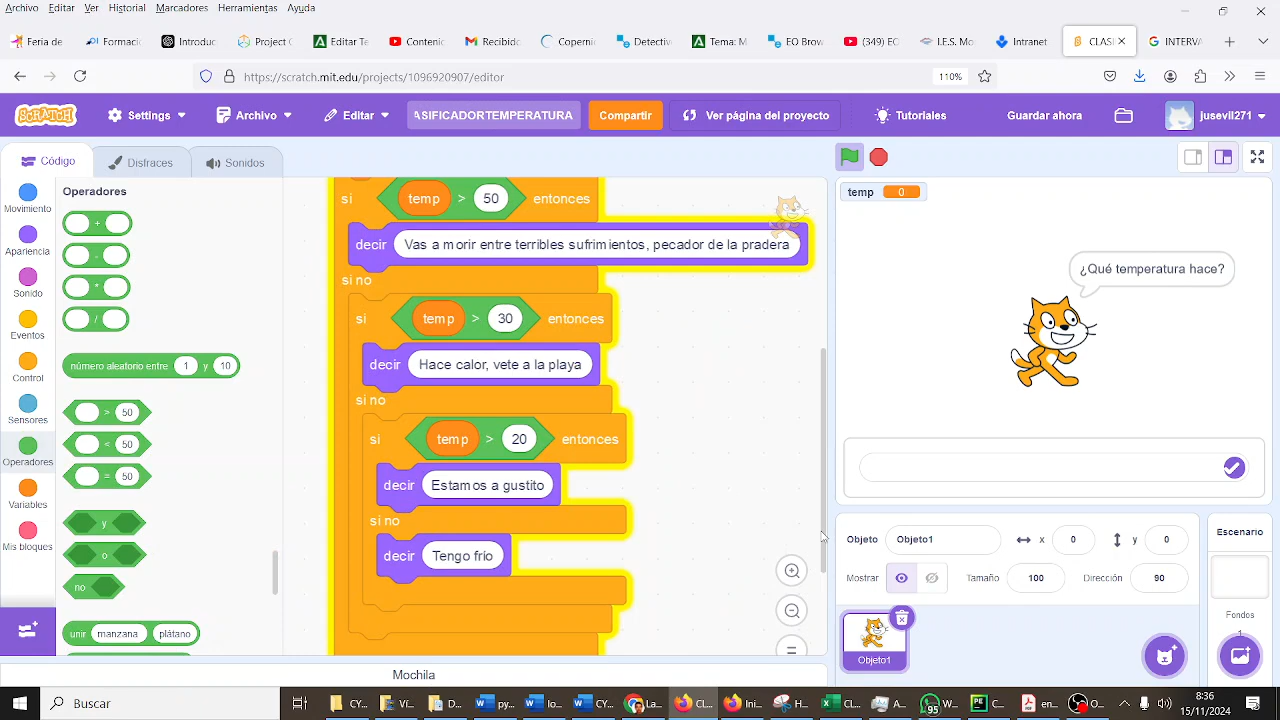 Archivo Editar Ver Historial Marcadores Herramientas Ayuda
Feria de Formaci Introduc Project C Editar Te Contenic Recibido Copernic Detectiv Tema: M EO Brow (349) EC I.E.S. Mo Intranet CLASI INTERVA
https://scratch.mit.edu/projects/1096920907/editor 110%
SCRATCH Settings Archivo Editar ASIFICADORTEMPERATURA Compartir Ver página del proyecto Tutoriales Guardar ahora jusevil271
Código Disfraces Sonidos
Movimiento
Apariencia
Sonido
Eventos
Control
Sensores
Operadores
Variables
Mis bloques
Operadores
+
-
*
/
número aleatorio entre 1 y 10
> 50
< 50
= 50
y
o
no
unir manzana plátano
si temp > 50 entonces
decir Vas a morir entre terribles sufrimientos, pecador de la pradera
si no
si temp > 30 entonces
decir Hace calor, vete a la playa
si no
si temp > 20 entonces
decir Estamos a gustito
si no
decir Tengo frío
Mochila
temp 0
¿Qué temperatura hace?
Objeto Objeto1 x 0 y 0
Mostrar Tamaño 100 Dirección 90
Objeto1
Escenario
Fondos
1
Buscar
8:36
15/11/2024
95